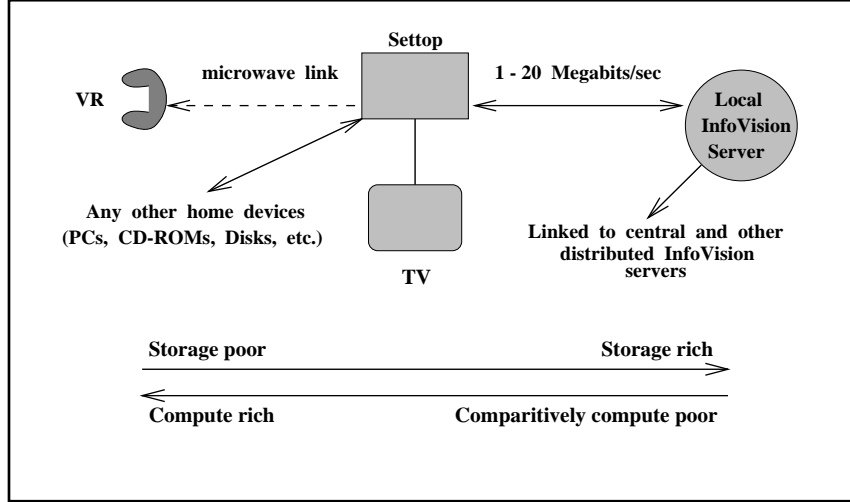 Settop
microwave link
1 - 20 Megabits/sec
VR
Local
InfoVision
Server
Any other home devices
(PCs, CD-ROMs, Disks, etc.)
Linked to central and other
distributed InfoVision
servers
TV
Storage poor
Storage rich
Compute rich
Comparitively compute poor